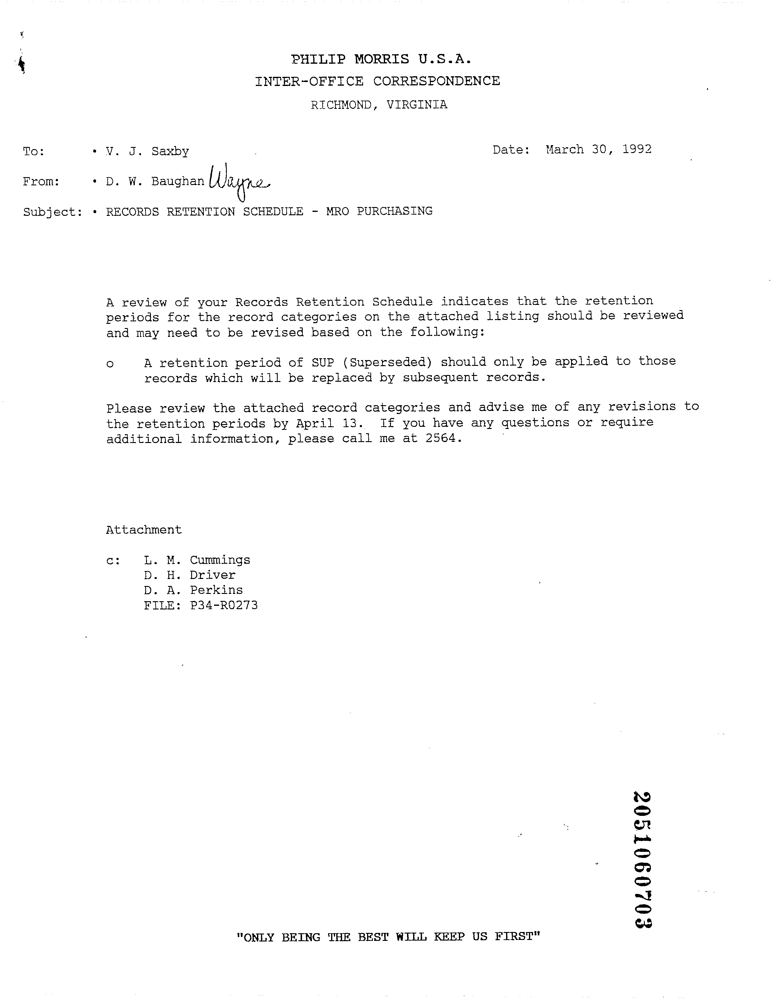 PHILIP MORRIS U.S.A.
INTER-OFFICE CORRESPONDENCE
RICHMOND, VIRGINIA
To: • V. J. Saxby Date: March 30, 1992
From: • D. W. Baughan Wayne
Subject: • RECORDS RETENTION SCHEDULE - MRO PURCHASING
A review of your Records Retention Schedule indicates that the retention
periods for the record categories on the attached listing should be reviewed
and may need to be revised based on the following:
o A retention period of SUP (Superseded) should only be applied to those
records which will be replaced by subsequent records.
Please review the attached record categories and advise me of any revisions to
the retention periods by April 13. If you have any questions or require
additional information, please call me at 2564.
Attachment
c: L. M. Cummings
D. H. Driver
D. A. Perkins
FILE: P34-R0273
2051060703
"ONLY BEING THE BEST WILL KEEP US FIRST"